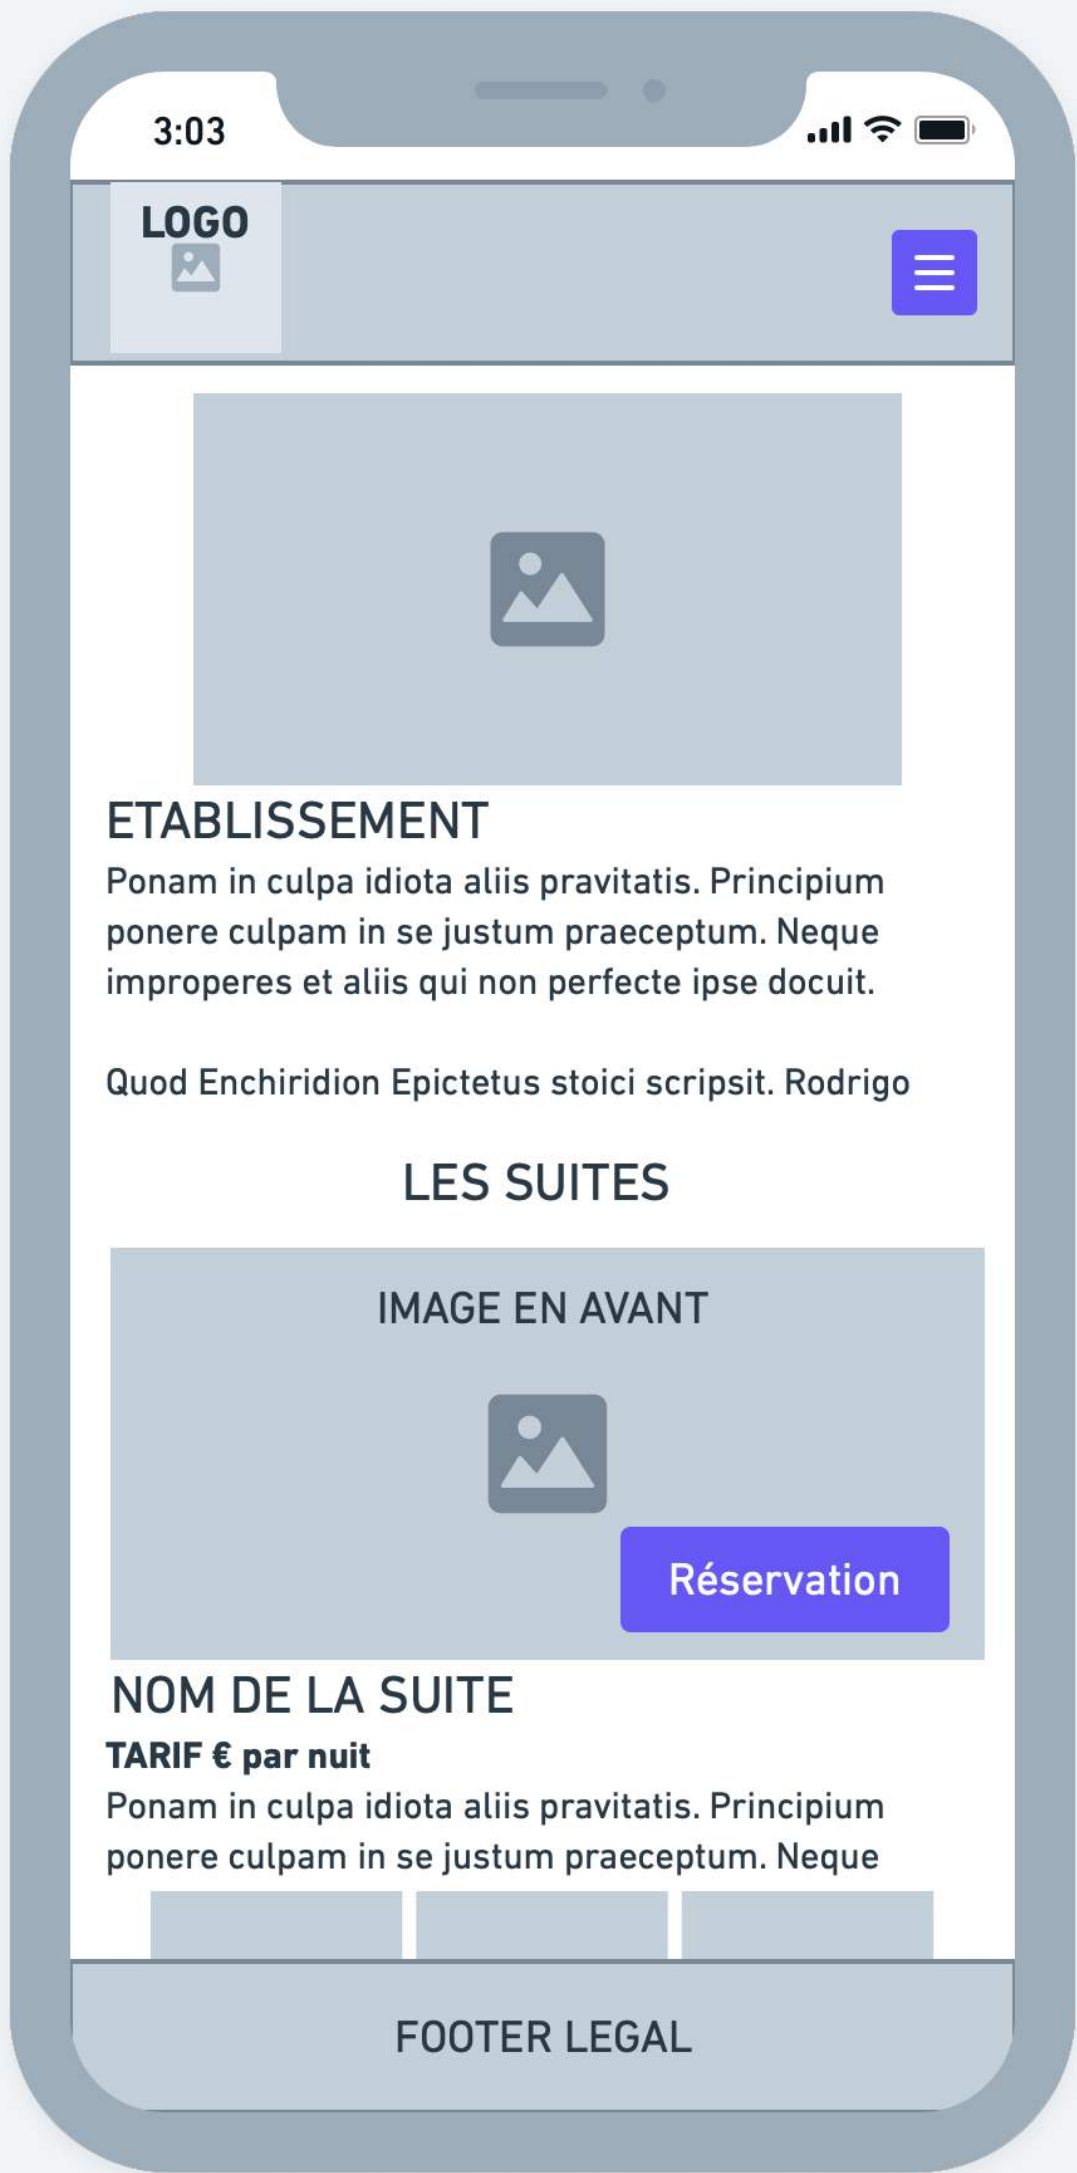 3:03
LOGO
ETABLISSEMENT
Ponam in culpa idiota aliis pravitatis. Principium
ponere culpam in se justum praeceptum. Neque
improperes et aliis qui non perfecte ipse docuit.
Quod Enchiridion Epictetus stoici scripsit. Rodrigo
LES SUITES
IMAGE EN AVANT
Réservation
NOM DE LA SUITE
TARIF € par nuit
Ponam in culpa idiota aliis pravitatis. Principium
ponere culpam in se justum praeceptum. Neque
FOOTER LEGAL